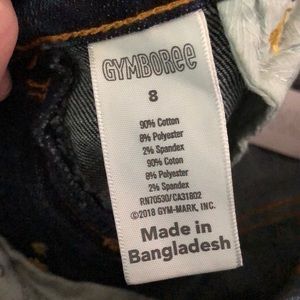 GYMBOREE
8
90% Cotton
8% Polyester
2% Spandex
90% Coton
8% Polyester
2% Spandex
RN70530/CA31802
©2018 GYM-MARK, INC.
Made in
Bangladesh